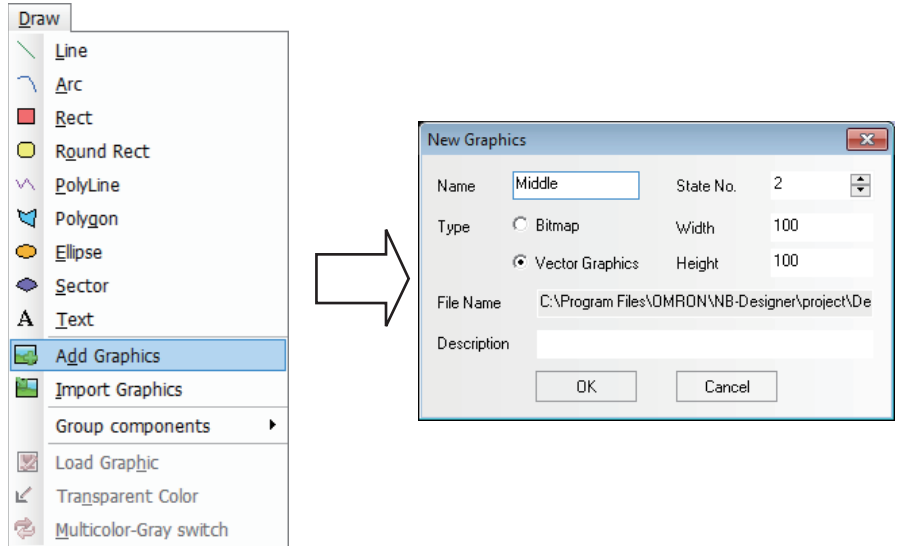 Draw
Line
Arc
Rect
Round Rect
PolyLine
Polygon
Ellipse
Sector
A Text
Add Graphics
Import Graphics
Group components
Load Graphic
Transparent Color
Multicolor-Gray switch
New Graphics
Name Middle State No. 2
Type Bitmap Width 100
Vector Graphics Height 100
File Name C:\Program Files\OMRON\NB-Designer\project\De
Description
OK Cancel